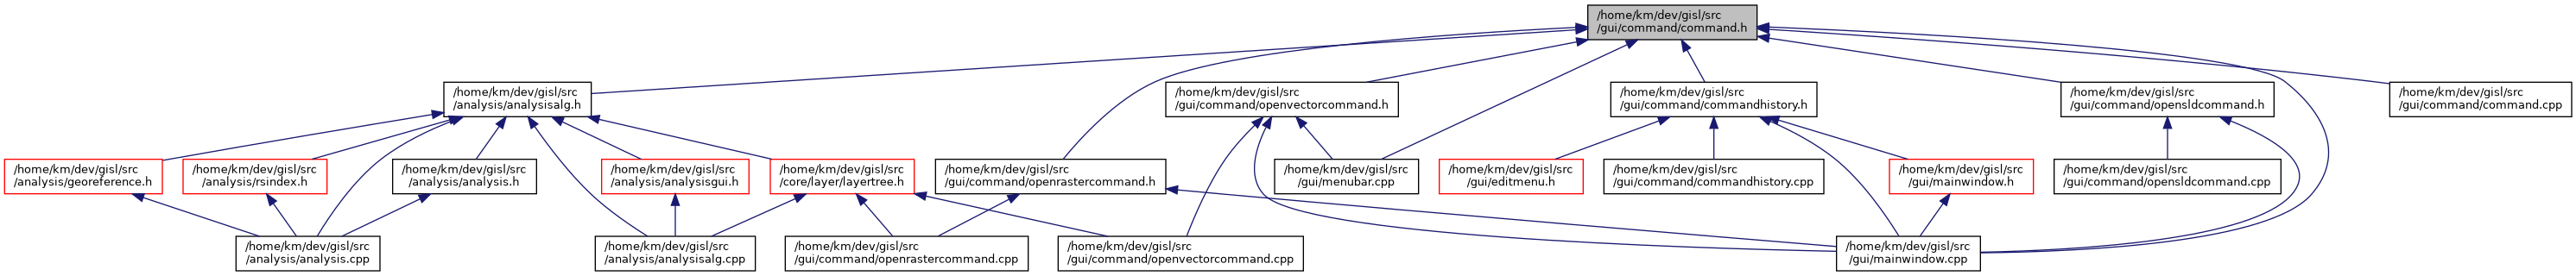 /home/km/dev/gisl/src
/gui/command/command.h
/home/km/dev/gisl/src
/analysis/analysisalg.h
/home/km/dev/gisl/src
/gui/command/openvectorcommand.h
/home/km/dev/gisl/src
/gui/command/commandhistory.h
/home/km/dev/gisl/src
/gui/command/opensldcommand.h
/home/km/dev/gisl/src
/gui/command/command.cpp
/home/km/dev/gisl/src
/analysis/georeference.h
/home/km/dev/gisl/src
/analysis/rsindex.h
/home/km/dev/gisl/src
/analysis/analysis.h
/home/km/dev/gisl/src
/analysis/analysisgui.h
/home/km/dev/gisl/src
/core/layer/layertree.h
/home/km/dev/gisl/src
/gui/command/openrastercommand.h
/home/km/dev/gisl/src
/gui/menubar.cpp
/home/km/dev/gisl/src
/gui/editmenu.h
/home/km/dev/gisl/src
/gui/command/commandhistory.cpp
/home/km/dev/gisl/src
/gui/mainwindow.h
/home/km/dev/gisl/src
/gui/command/opensldcommand.cpp
/home/km/dev/gisl/src
/analysis/analysis.cpp
/home/km/dev/gisl/src
/analysis/analysisalg.cpp
/home/km/dev/gisl/src
/gui/command/openrastercommand.cpp
/home/km/dev/gisl/src
/gui/command/openvectorcommand.cpp
/home/km/dev/gisl/src
/gui/mainwindow.cpp